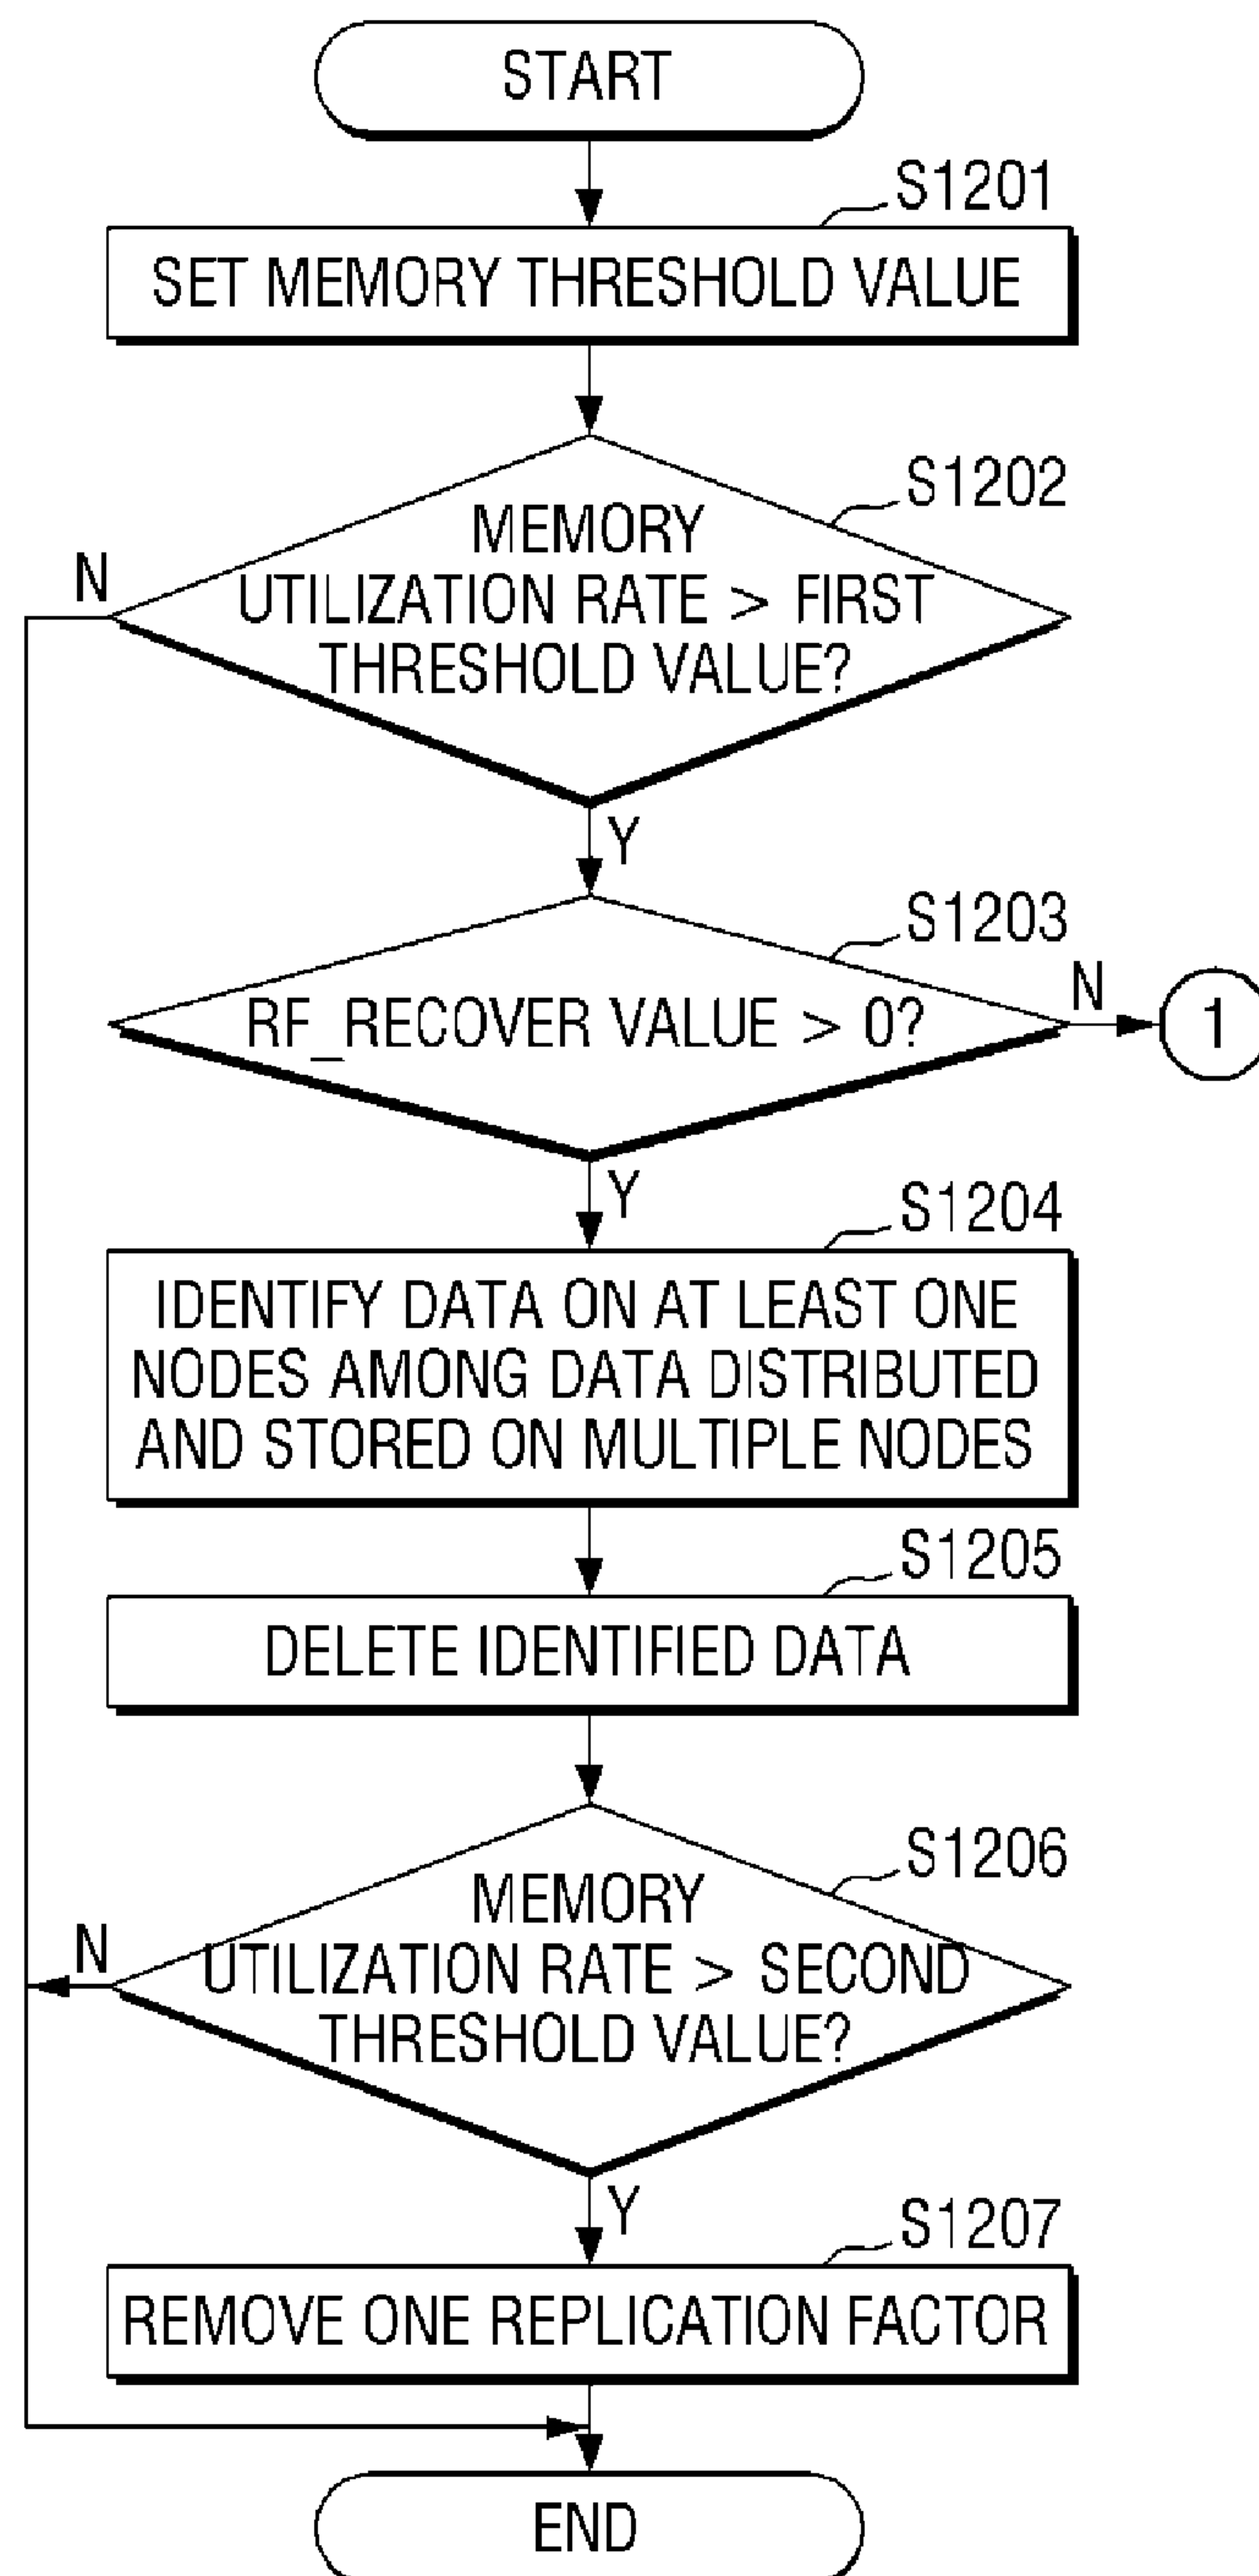 START
S1201
SET MEMORY THRESHOLD VALUE
S1202
MEMORY
UTILIZATION RATE > FIRST
THRESHOLD VALUE?
N
Y
S1203
RF_RECOVER VALUE > 0?
N
1
Y
S1204
IDENTIFY DATA ON AT LEAST ONE
NODES AMONG DATA DISTRIBUTED
AND STORED ON MULTIPLE NODES
S1205
DELETE IDENTIFIED DATA
S1206
MEMORY
UTILIZATION RATE > SECOND
THRESHOLD VALUE?
N
Y
S1207
REMOVE ONE REPLICATION FACTOR
END